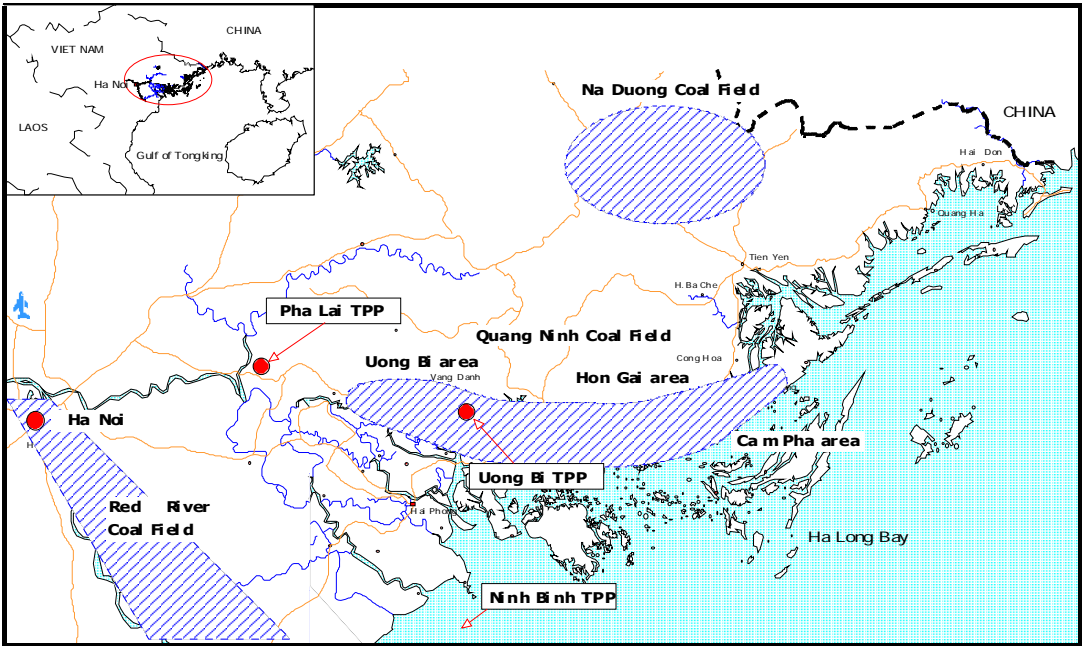 CHINA
VIET NAM
Ha Noi
LAOS
Gulf of Tongking
Na Duong Coal Field
CHINA
Hai Don
Quang Ha
Tien Yen
H. Ba Che
Pha Lai TPP
Quang Ninh Coal Field
Uong Bi area
Cong Hoa
Vang Danh
Hon Gai area
Ha Noi
H
Cam Pha area
Uong Bi TPP
Red River
Coal Field
Hai Phong
Ha Long Bay
Ninh Binh TPP